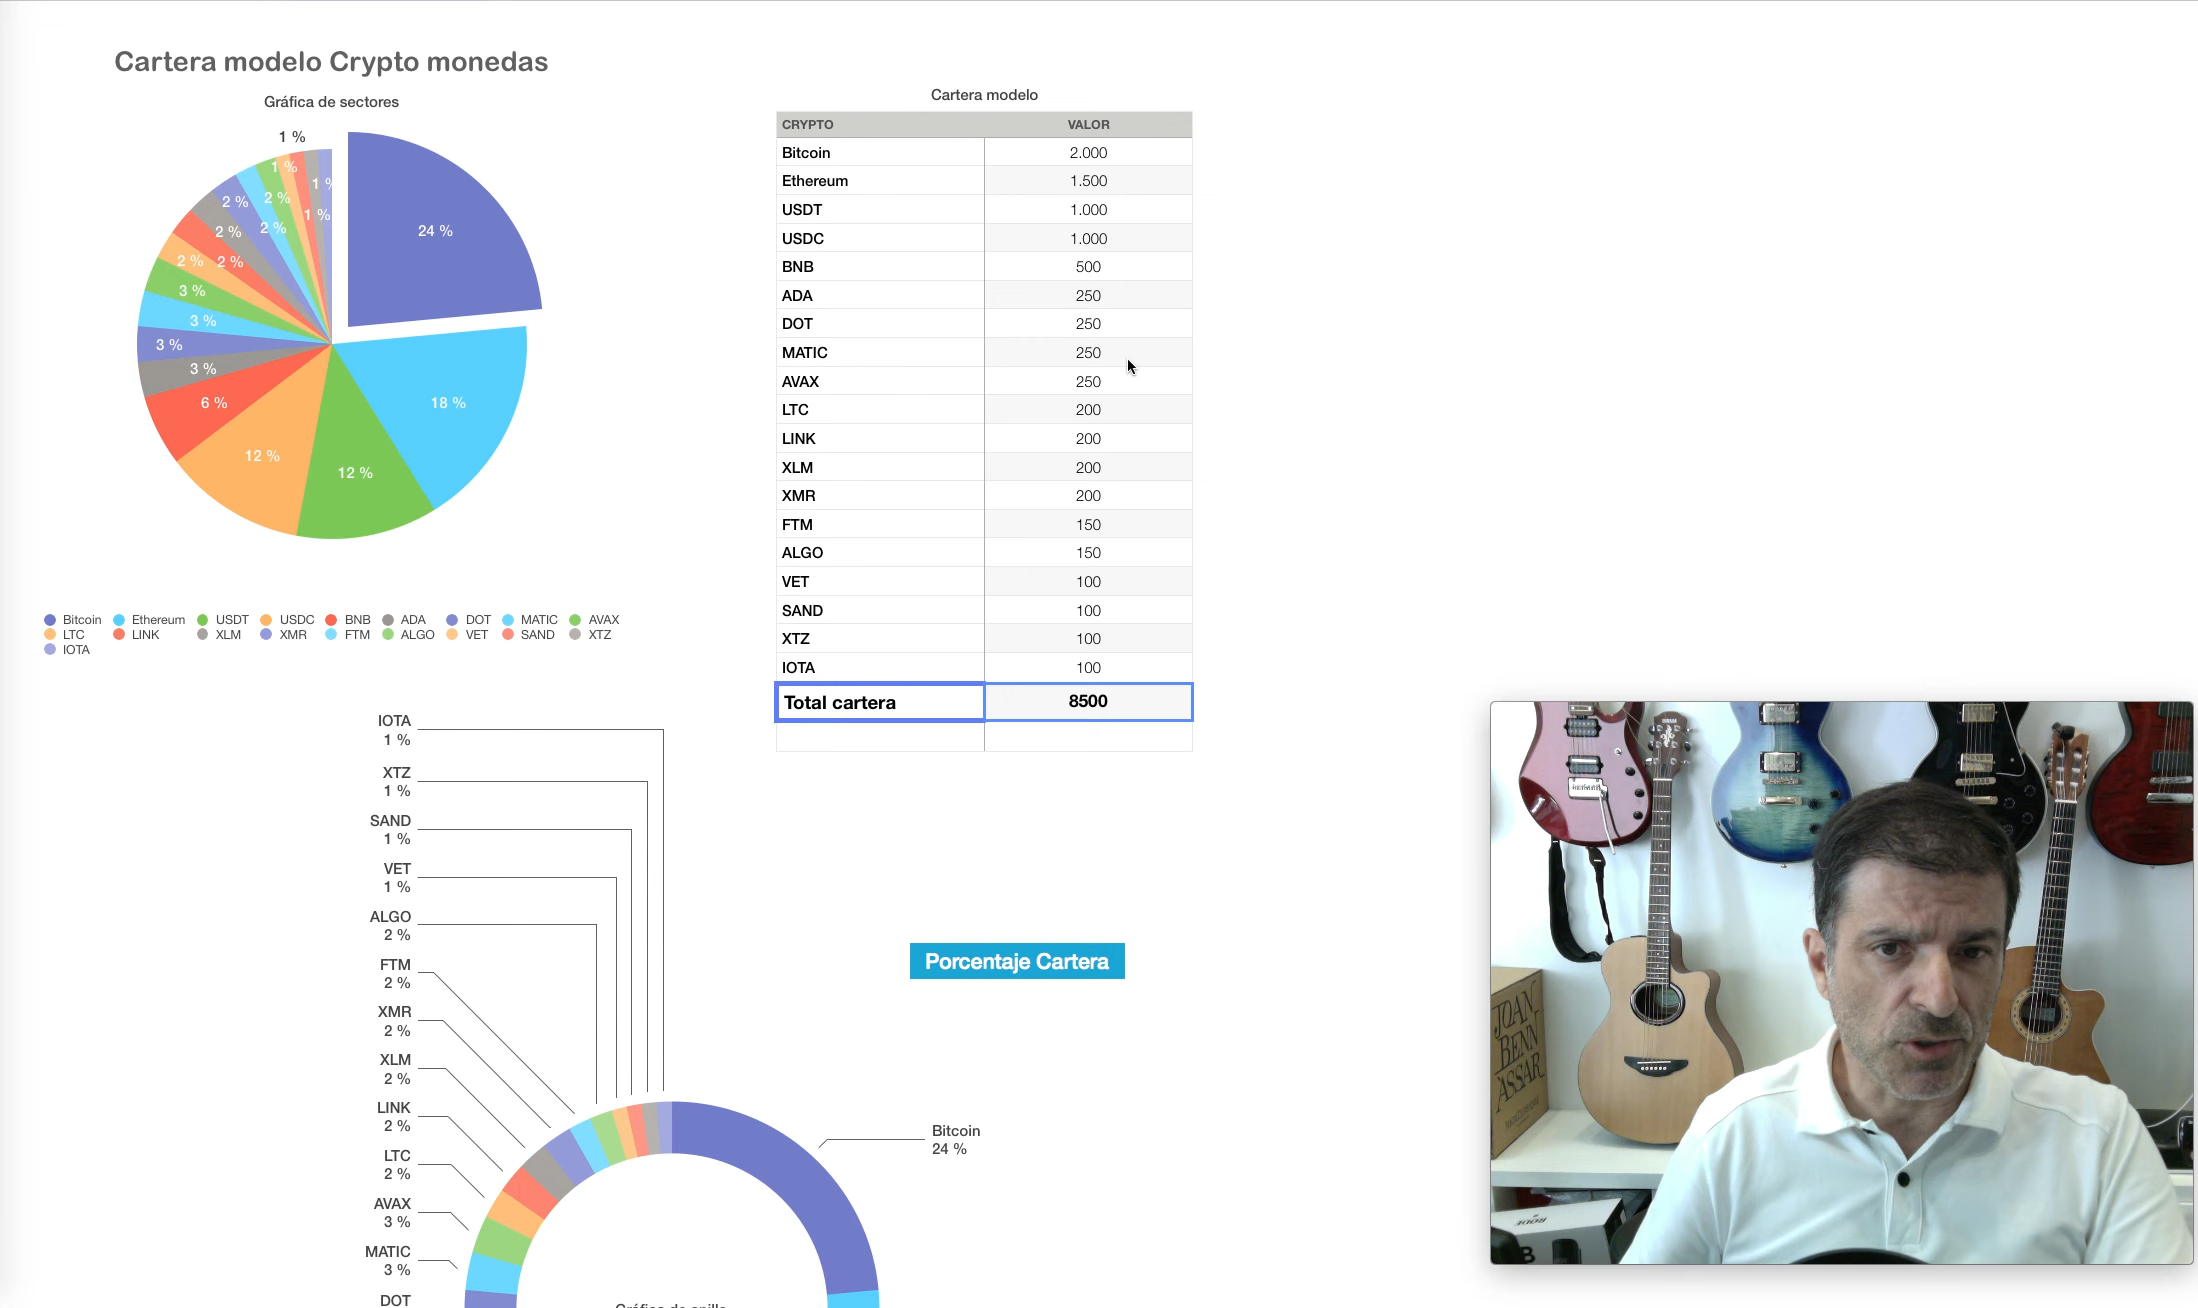 Cartera modelo Crypto monedas
Gráfica de sectores
1 %
1 %
1 %
2 %
2 %
1 %
2 %
2 %
2 %
2 %
3 %
3 %
3 %
3 %
6 %
12 %
12 %
18 %
24 %
Bitcoin Ethereum USDT USDC BNB ADA DOT MATIC AVAX
LTC LINK XLM XMR FTM ALGO VET SAND XTZ
IOTA
Cartera modelo
CRYPTO VALOR
Bitcoin 2.000
Ethereum 1.500
USDT 1.000
USDC 1.000
BNB 500
ADA 250
DOT 250
MATIC 250
AVAX 250
LTC 200
LINK 200
XLM 200
XMR 200
FTM 150
ALGO 150
VET 100
SAND 100
XTZ 100
IOTA 100
Total cartera 8500
IOTA
1 %
XTZ
1 %
SAND
1 %
VET
1 %
ALGO
2 %
FTM
2 %
XMR
2 %
XLM
2 %
LINK
2 %
LTC
2 %
AVAX
3 %
MATIC
3 %
DOT
Porcentaje Cartera
Bitcoin
24 %
JOAN
BENN
ASSAR